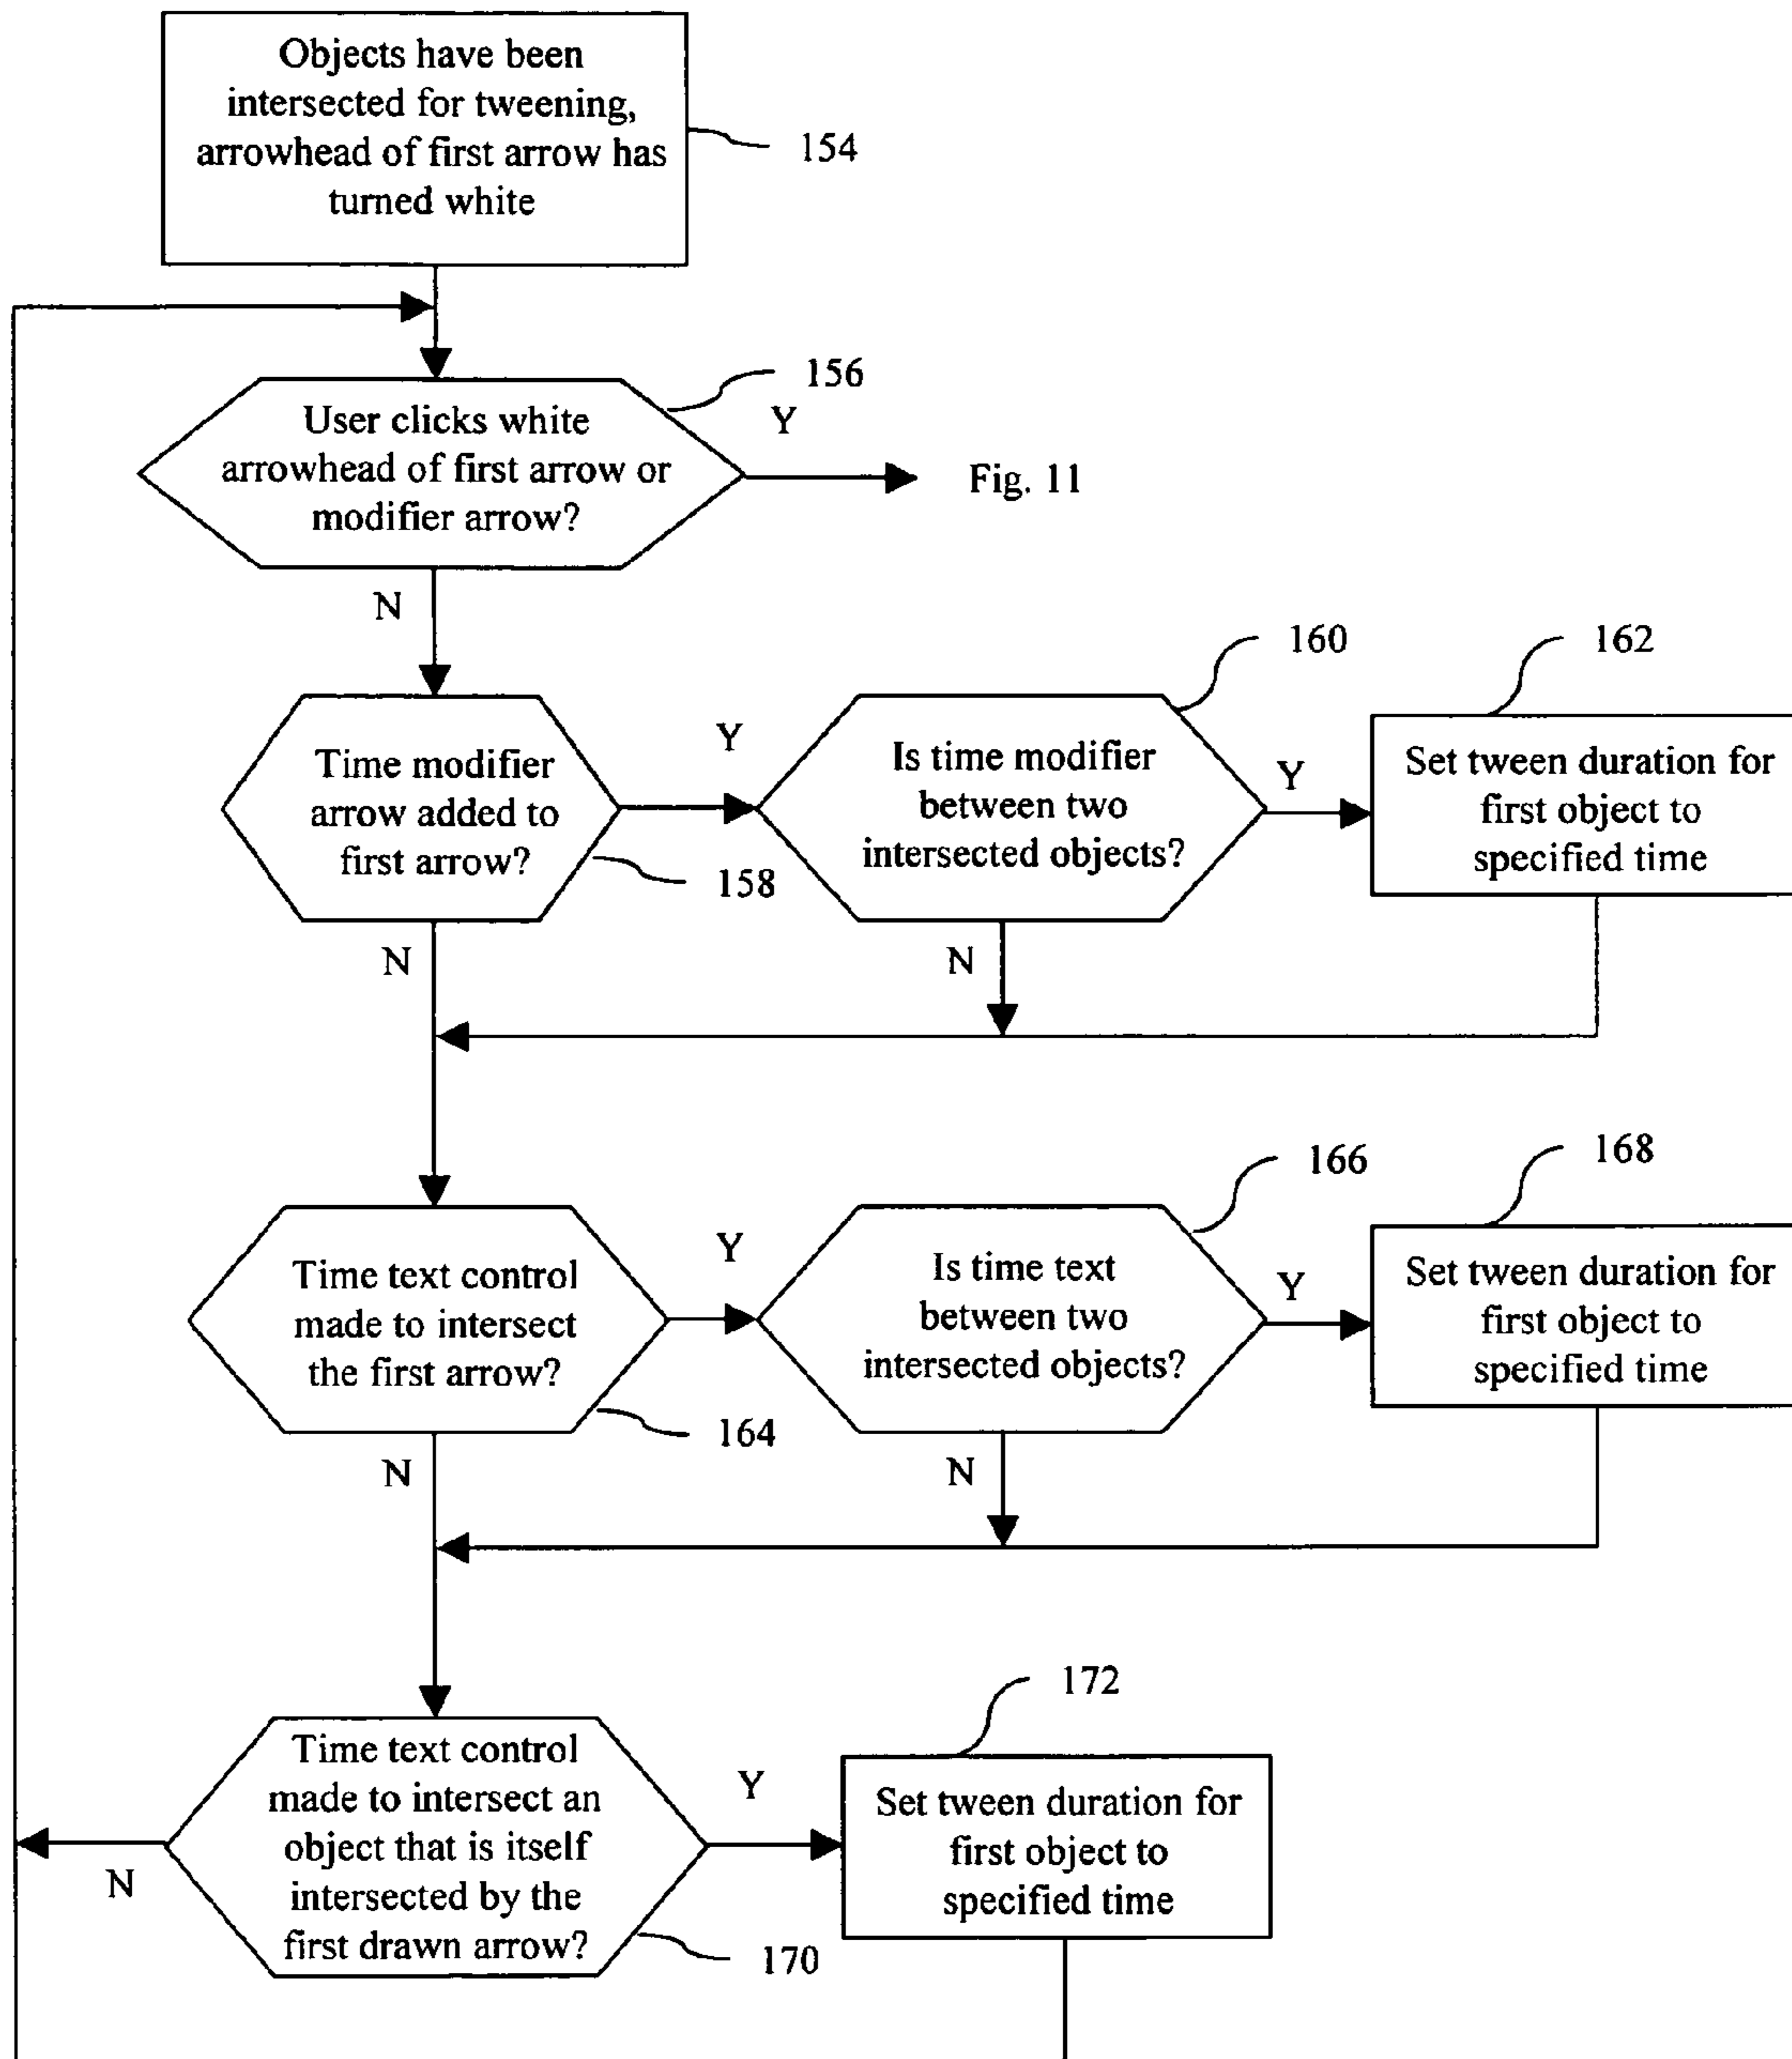 Objects have been
intersected for tweening,
arrowhead of first arrow has
turned white
154
156
User clicks white
arrowhead of first arrow or
modifier arrow?
Y
Fig. 11
N
Time modifier
arrow added to
first arrow?
158
Y
160
Is time modifier
between two
intersected objects?
Y
162
Set tween duration for
first object to
specified time
N
N
Time text control
made to intersect
the first arrow?
164
Y
166
Is time text
between two
intersected objects?
Y
168
Set tween duration for
first object to
specified time
N
N
Time text control
made to intersect an
object that is itself
intersected by the
first drawn arrow?
170
Y
172
Set tween duration for
first object to
specified time
N